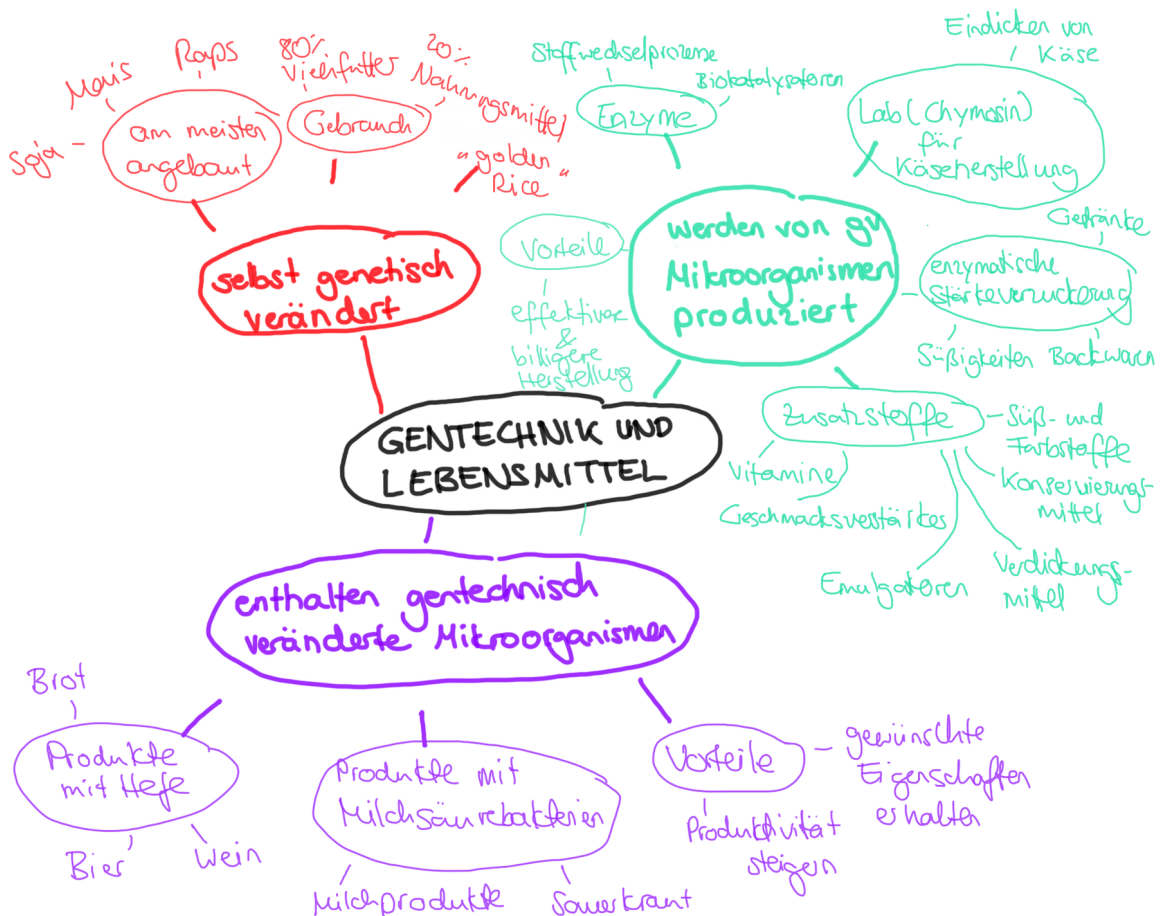 GENTECHNIK UND
LEBENSMITTEL
selbst genetisch
verändert
am meisten
angebaut
Soja
Mais
Raps
Gebrauch
80%
Viehfutter
20%
Nahrungsmittel
"golden
Rice"
werden von gv
Mikroorganismen
produziert
Enzyme
Stoffwechselprozesse
Biokatalysatoren
Lab (Chymosin)
für
Käseherstellung
Eindicken von
Käse
Vorteile
effektivere
&
billigere
Herstellung
enzymatische
Stärkeverzuckerung
Getränke
Süßigkeiten
Backwaren
Zusatzstoffe
Süß- und
Farbstoffe
Konservierungs-
mittel
Verdickungs-
mittel
Emulgatoren
Geschmacksverstärker
Vitamine
enthalten gentechnisch
veränderte Mikroorganismen
Produkte
mit Hefe
Brot
Bier
Wein
Produkte mit
Milchsäurebakterien
Milchprodukte
Sauerkraut
Vorteile
gewünschte
Eigenschaften
erhalten
Produktivität
steigern